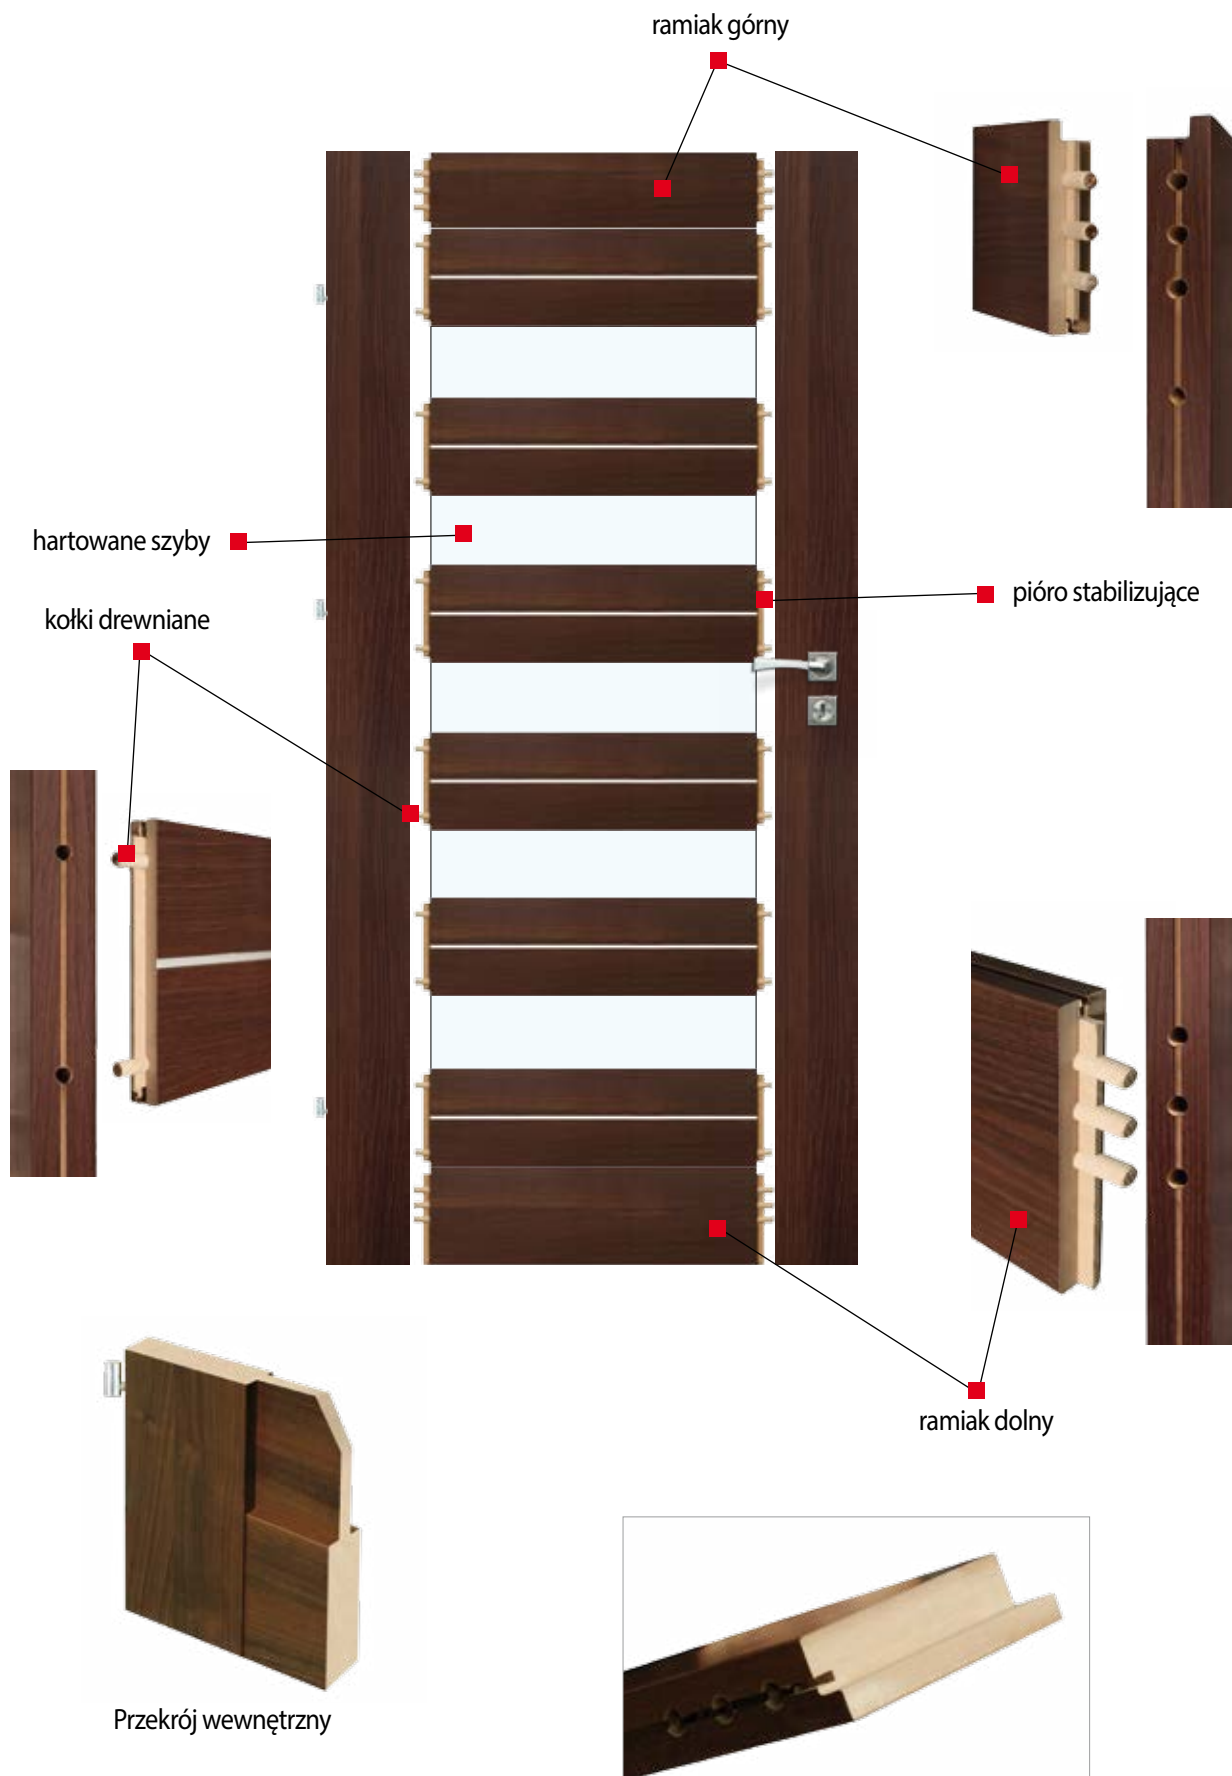 ramiak górny
hartowane szyby
kołki drewniane
pióro stabilizujące
ramiak dolny
Przekrój wewnętrzny